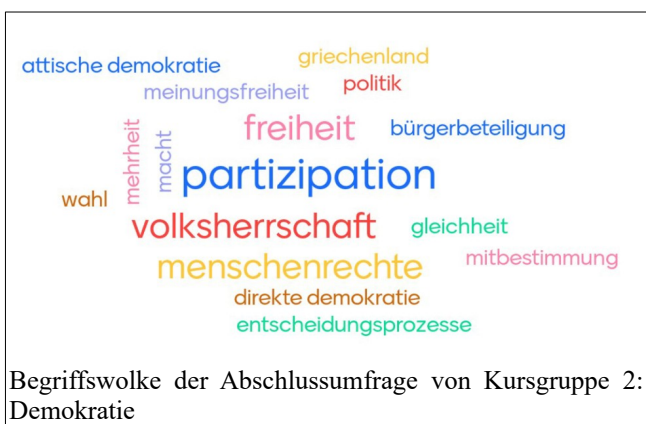 griechenland
attische demokratie
politik
meinungsfreiheit
freiheit
bürgerbeteiligung
mehrheit
macht
partizipation
wahl
volksherrschaft
gleichheit
menschenrechte
mitbestimmung
direkte demokratie
entscheidungsprozesse
Begriffswolke der Abschlussumfrage von Kursgruppe 2:
Demokratie